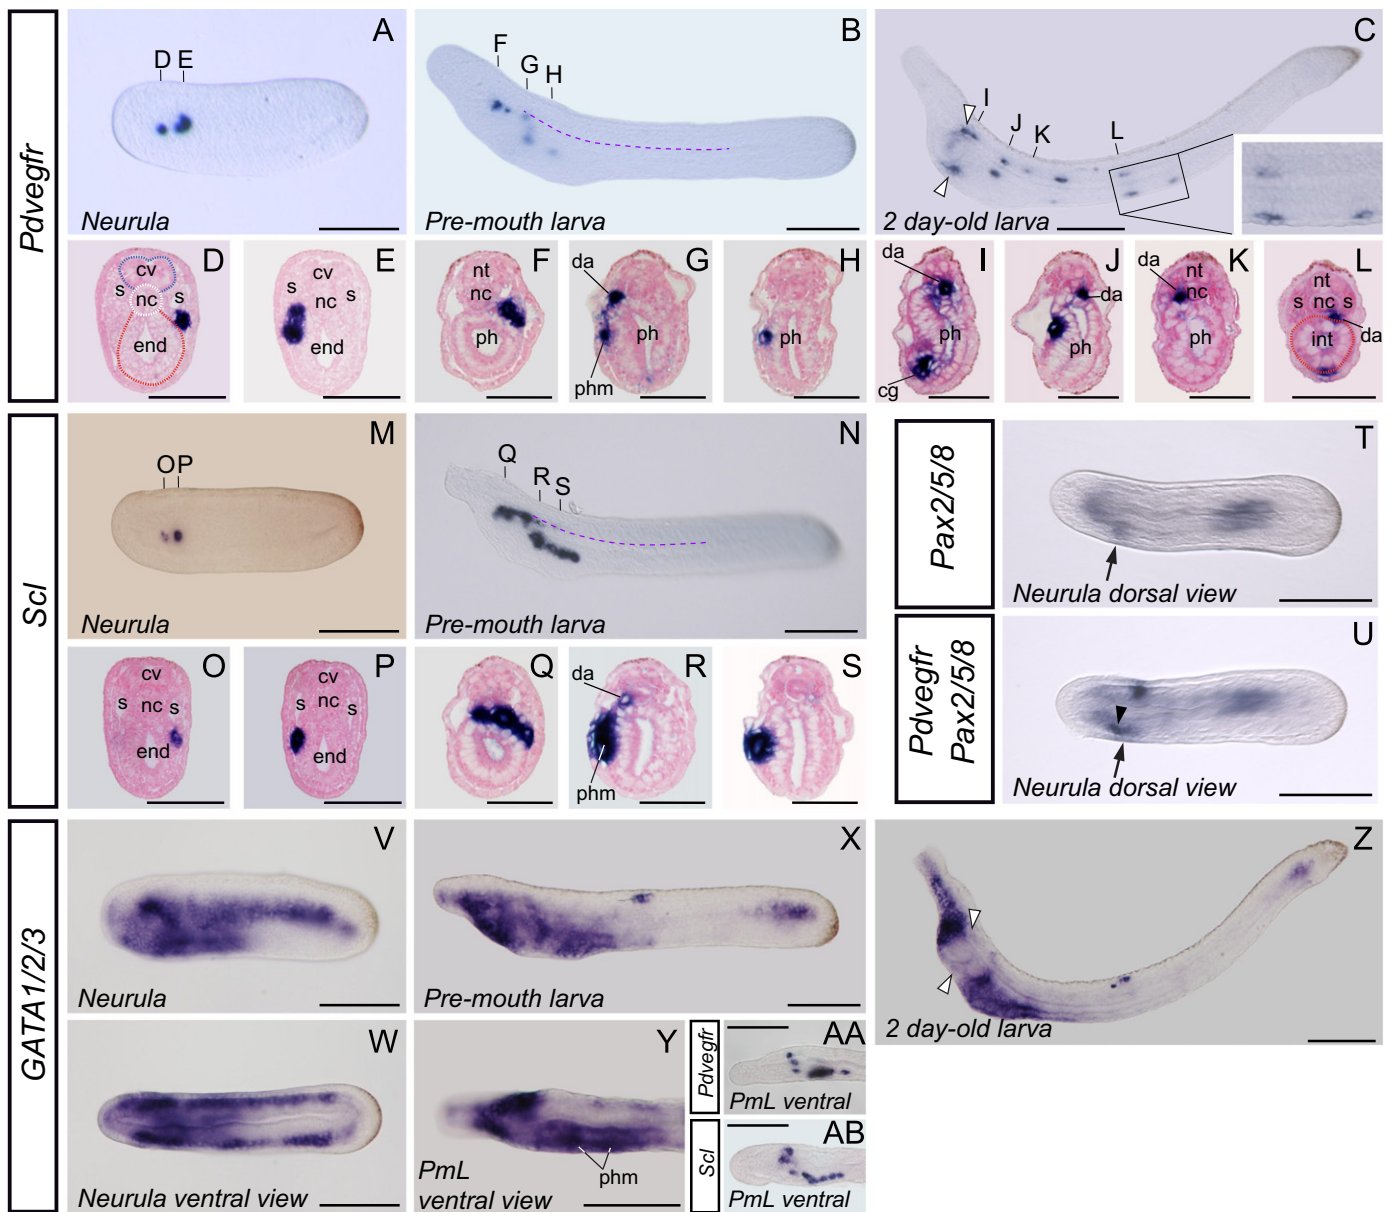 Pdvegfr
A
D E
Neurula
B
F
G
H
Pre-mouth larva
C
I
J
K
L
2 day-old larva
D
cv
s
nc
s
end
E
cv
s
s
nc
end
F
nt
nc
ph
G
da
ph
phm
H
I
da
ph
cg
J
da
ph
K
da
nt
nc
ph
L
nt
s nc s
int
da
Scl
M
O P
Neurula
N
Q
R
S
Pre-mouth larva
O
cv
s
nc
s
end
P
cv
s
s
nc
end
Q
R
da
phm
S
Pax2/5/8
T
Neurula dorsal view
Pdvegfr
Pax2/5/8
U
Neurula dorsal view
GATA1/2/3
V
Neurula
X
Pre-mouth larva
Z
2 day-old larva
W
Neurula ventral view
Y
phm
PmL
ventral view
Pdvegfr
AA
PmL ventral
Scl
AB
PmL ventral